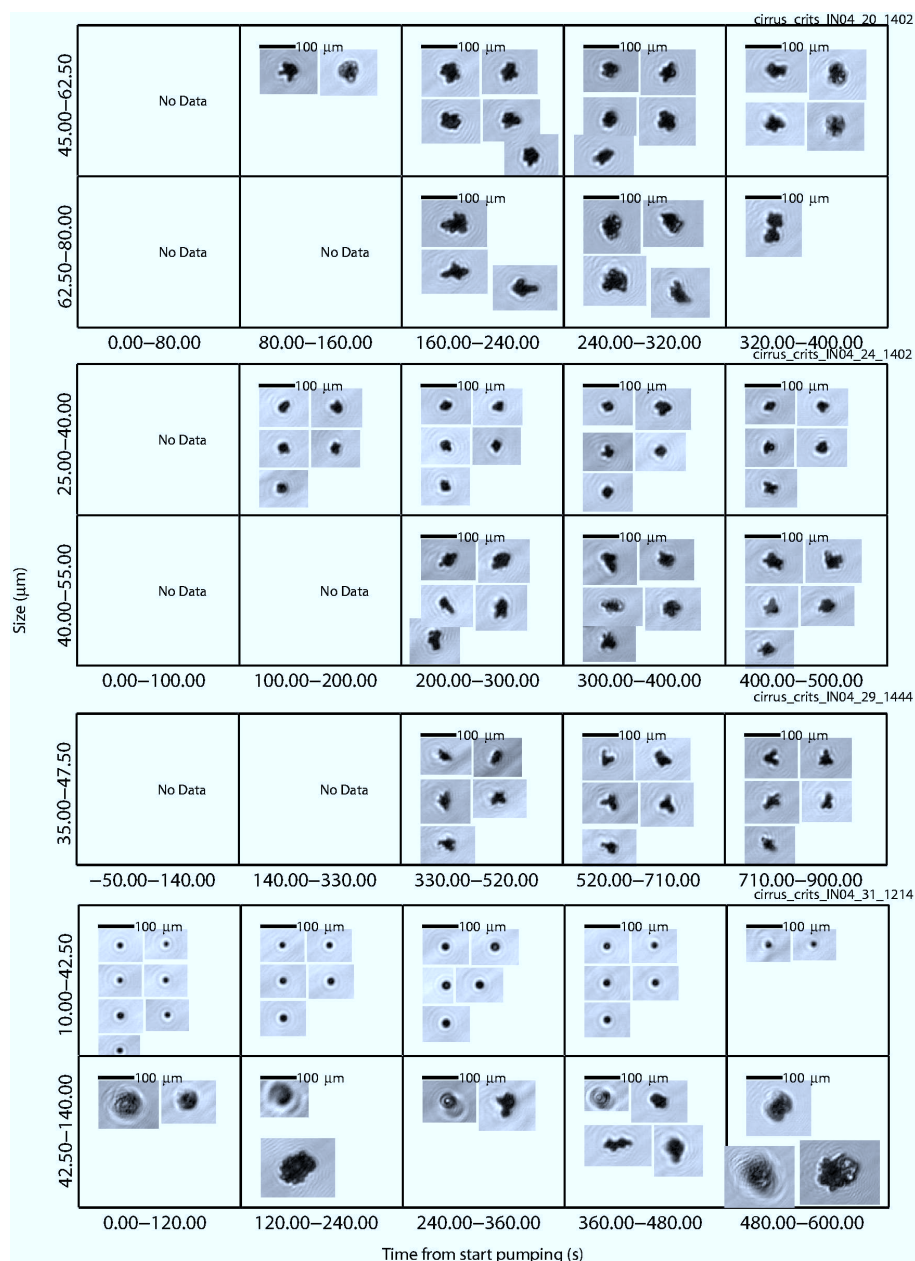 cirrus_crits_IN04_20_1402
45.00−62.50
No Data
100 μm
100 μm
100 μm
100 μm
62.50−80.00
No Data
No Data
100 μm
100 μm
100 μm
0.00−80.00
80.00−160.00
160.00−240.00
240.00−320.00
320.00−400.00
cirrus_crits_IN04_24_1402
25.00−40.00
No Data
100 μm
100 μm
100 μm
100 μm
40.00−55.00
No Data
No Data
100 μm
100 μm
100 μm
0.00−100.00
100.00−200.00
200.00−300.00
300.00−400.00
400.00−500.00
cirrus_crits_IN04_29_1444
35.00−47.50
No Data
No Data
100 μm
100 μm
100 μm
−50.00−140.00
140.00−330.00
330.00−520.00
520.00−710.00
710.00−900.00
cirrus_crits_IN04_31_1214
10.00−42.50
100 μm
100 μm
100 μm
100 μm
100 μm
42.50−140.00
100 μm
100 μm
100 μm
100 μm
100 μm
0.00−120.00
120.00−240.00
240.00−360.00
360.00−480.00
480.00−600.00
Size (μm)
Time from start pumping (s)